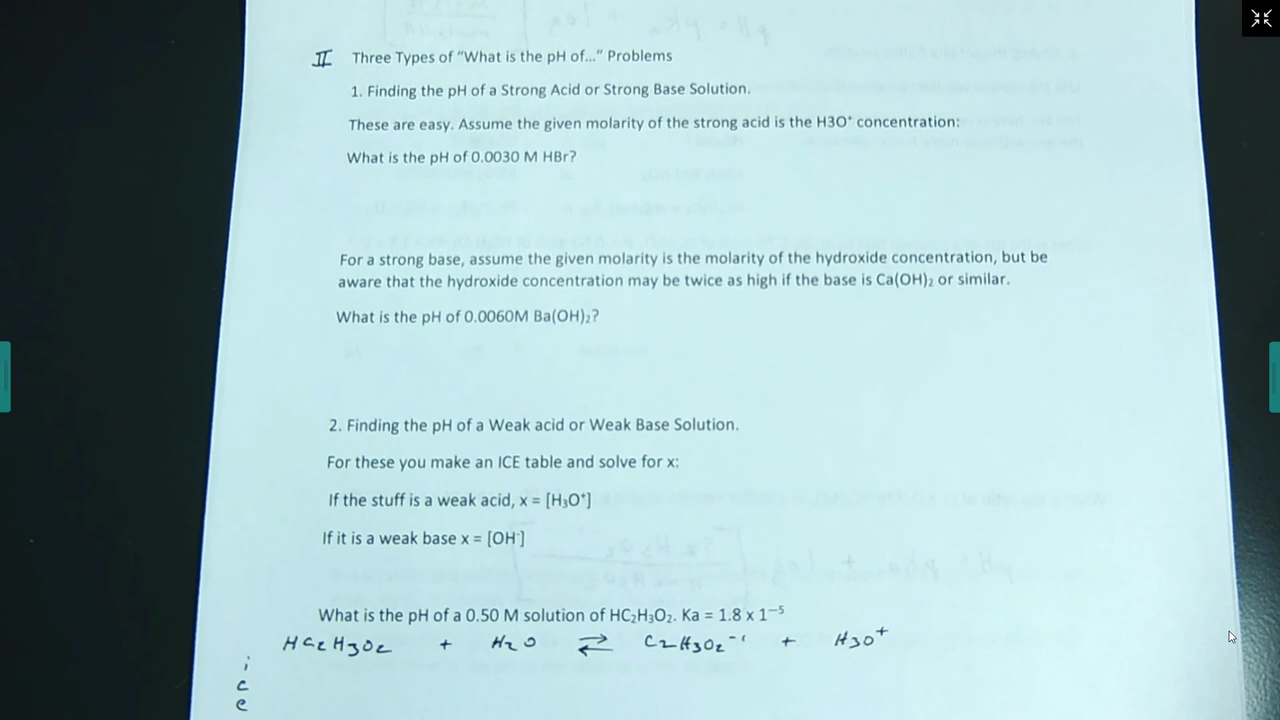 II Three Types of "What is the pH of..." Problems
1. Finding the pH of a Strong Acid or Strong Base Solution.
These are easy. Assume the given molarity of the strong acid is the H3O⁺ concentration:
What is the pH of 0.0030 M HBr?
For a strong base, assume the given molarity is the molarity of the hydroxide concentration, but be
aware that the hydroxide concentration may be twice as high if the base is Ca(OH)₂ or similar.
What is the pH of 0.0060M Ba(OH)₂?
2. Finding the pH of a Weak acid or Weak Base Solution.
For these you make an ICE table and solve for x:
If the stuff is a weak acid, x = [H₃O⁺]
If it is a weak base x = [OH⁻]
What is the pH of a 0.50 M solution of HC₂H₃O₂. Ka = 1.8 x 1⁻⁵
HC₂H₃O₂ + H₂O ⇌ C₂H₃O₂⁻¹ + H₃O⁺
i
c
e